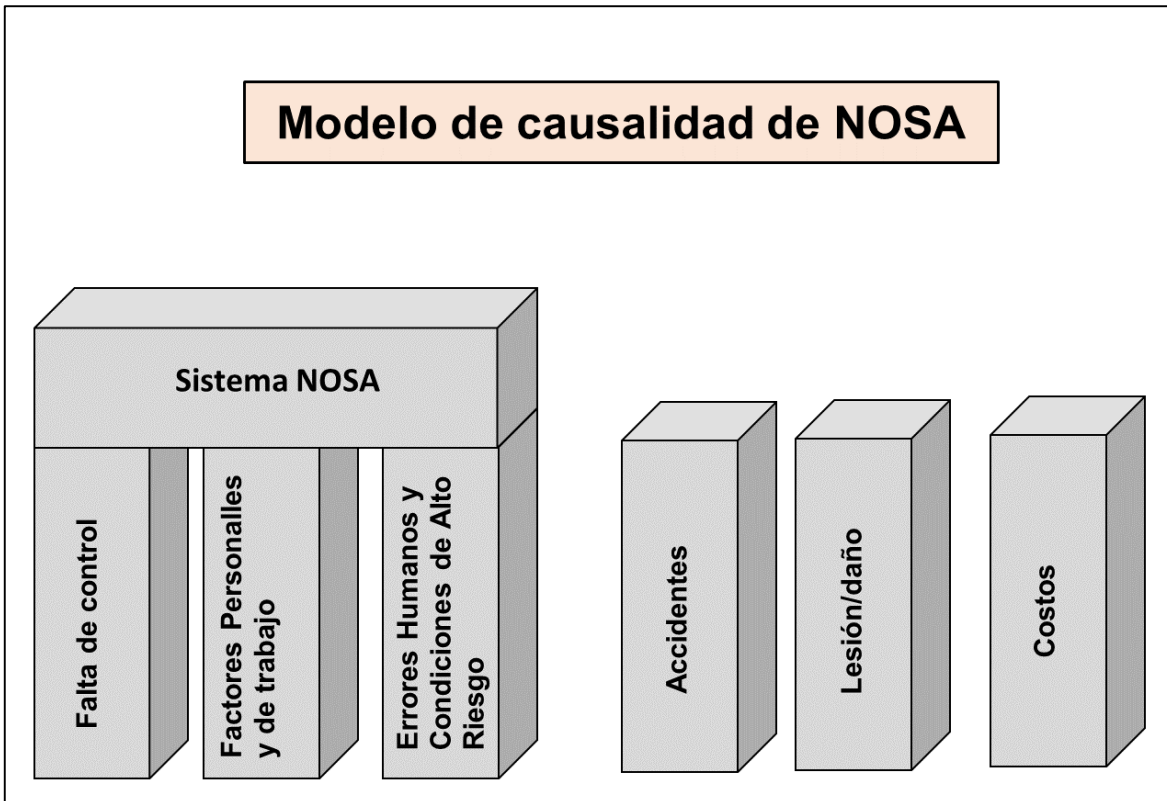 Modelo de causalidad de NOSA
Sistema NOSA
Falta de control
Factores Personalles
y de trabajo
Errores Humanos y
Condiciones de Alto
Riesgo
Accidentes
Lesión/daño
Costos